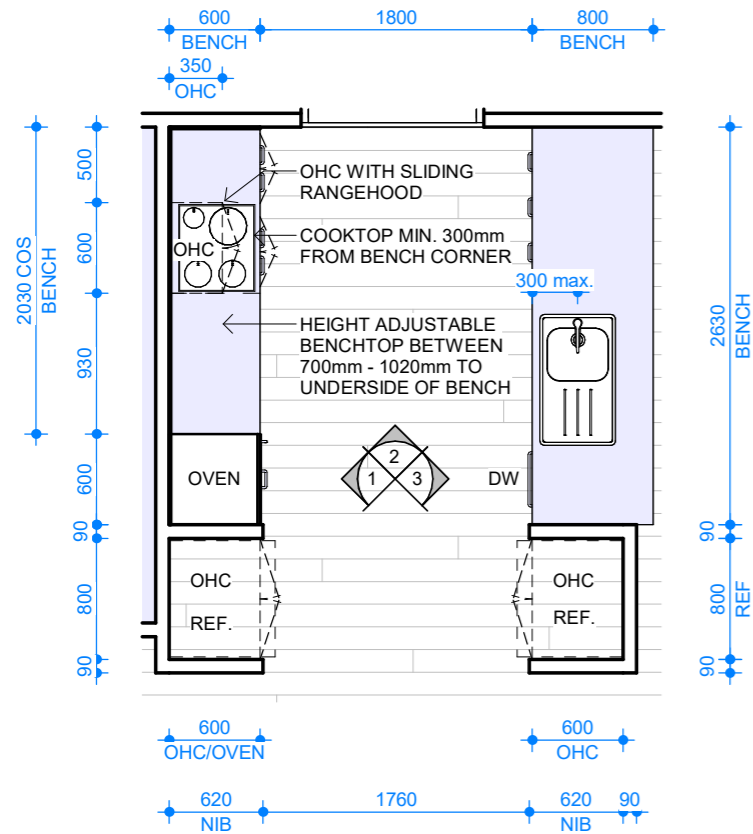 600
BENCH
1800
800
BENCH
350
OHC
500
600
930
600
90
800
90
2030 COS
BENCH
OHC WITH SLIDING
RANGEHOOD
OHC
COOKTOP MIN. 300mm
FROM BENCH CORNER
300 max.
HEIGHT ADJUSTABLE
BENCHTOP BETWEEN
700mm - 1020mm TO
UNDERSIDE OF BENCH
2630
BENCH
OVEN
1
2
3
DW
90
800
REF
90
OHC
REF.
OHC
REF.
600
OHC/OVEN
600
OHC
620
NIB
1760
620
NIB
90